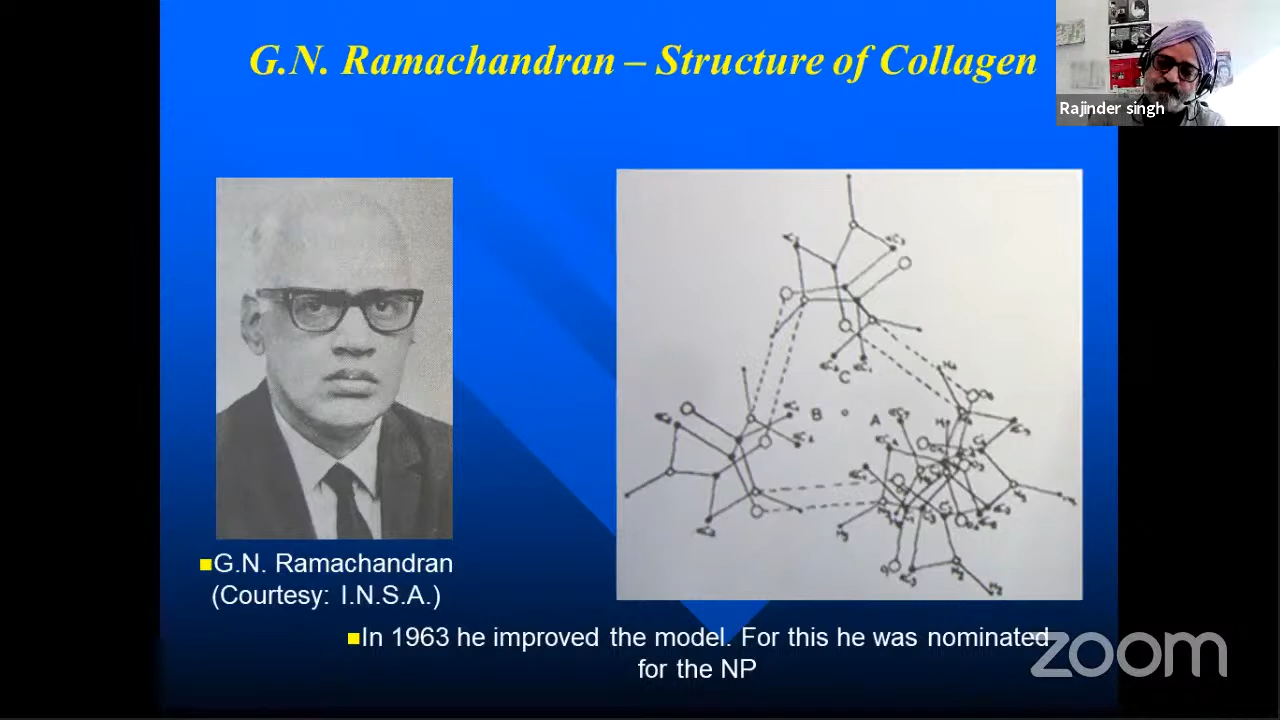 G.N. Ramachandran – Structure of Collagen
Rajinder singh
C
B
A
G.N. Ramachandran
(Courtesy: I.N.S.A.)
In 1963 he improved the model. For this he was nominated
for the NP
zoom